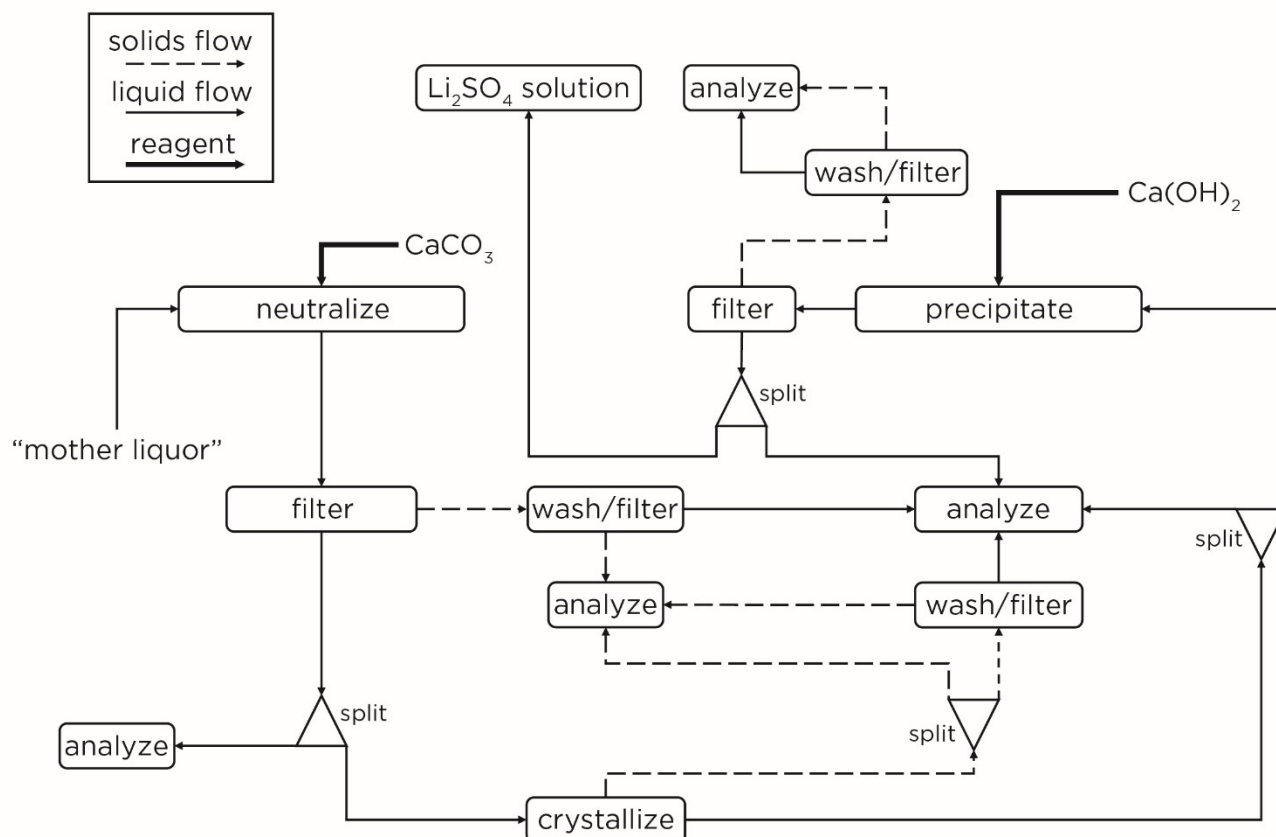 solids flow
liquid flow
reagent
Li₂SO₄ solution
analyze
wash/filter
Ca(OH)₂
CaCO₃
neutralize
filter
precipitate
split
“mother liquor”
filter
wash/filter
analyze
split
analyze
wash/filter
split
analyze
split
crystallize